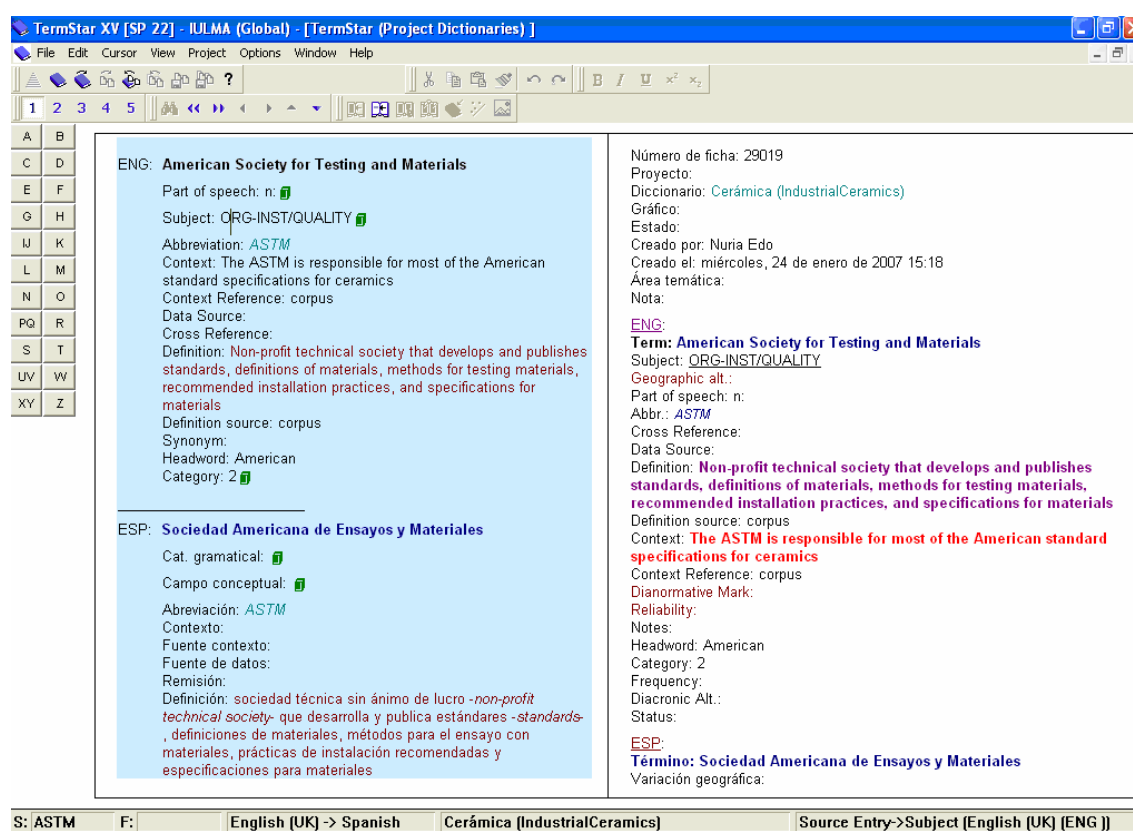 TermStar XV [SP 22] - IULMA (Global) - [TermStar (Project Dictionaries) ]
File Edit Cursor View Project Options Window Help
? B I U x² x₂
1 2 3 4 5
A B
C D
E F
G H
IJ K
L M
N O
PQ R
S T
UV W
XY Z
ENG: American Society for Testing and Materials
Part of speech: n:
Subject: ORG-INST/QUALITY
Abbreviation: ASTM
Context: The ASTM is responsible for most of the American
standard specifications for ceramics
Context Reference: corpus
Data Source:
Cross Reference:
Definition: Non-profit technical society that develops and publishes
standards, definitions of materials, methods for testing materials,
recommended installation practices, and specifications for
materials
Definition source: corpus
Synonym:
Headword: American
Category: 2
ESP: Sociedad Americana de Ensayos y Materiales
Cat. gramatical:
Campo conceptual:
Abreviación: ASTM
Contexto:
Fuente contexto:
Fuente de datos:
Remisión:
Definición: sociedad técnica sin ánimo de lucro -non-profit
technical society- que desarrolla y publica estándares -standards-
, definiciones de materiales, métodos para el ensayo con
materiales, prácticas de instalación recomendadas y
especificaciones para materiales
Número de ficha: 29019
Proyecto:
Diccionario: Cerámica (IndustrialCeramics)
Gráfico:
Estado:
Creado por: Nuria Edo
Creado el: miércoles, 24 de enero de 2007 15:18
Área temática:
Nota:
ENG:
Term: American Society for Testing and Materials
Subject: ORG-INST/QUALITY
Geographic alt.:
Part of speech: n:
Abbr.: ASTM
Cross Reference:
Data Source:
Definition: Non-profit technical society that develops and publishes
standards, definitions of materials, methods for testing materials,
recommended installation practices, and specifications for materials
Definition source: corpus
Context: The ASTM is responsible for most of the American standard
specifications for ceramics
Context Reference: corpus
Dianormative Mark:
Reliability:
Notes:
Headword: American
Category: 2
Frequency:
Diacronic Alt.:
Status:
ESP:
Término: Sociedad Americana de Ensayos y Materiales
Variación geográfica:
S: ASTM F: English (UK) -> Spanish Cerámica (IndustrialCeramics) Source Entry->Subject (English (UK) (ENG ))